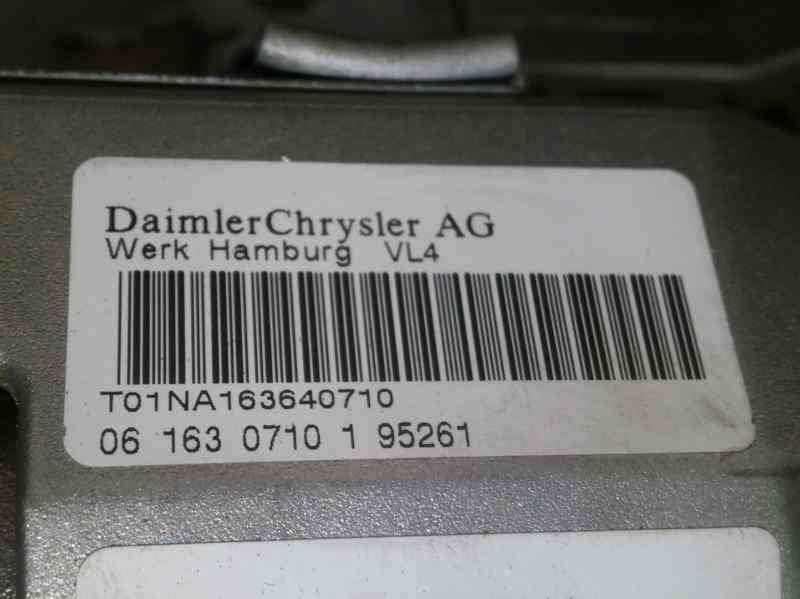 DaimlerChrysler AG
Werk Hamburg VL4
T01NA163640710
06 163 0710 1 95261